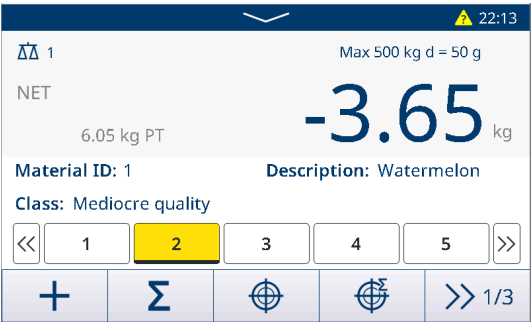 22:13
1 Max 500 kg d = 50 g
NET
-3.65 kg
6.05 kg PT
Material ID: 1 Description: Watermelon
Class: Mediocre quality
<< 1 2 3 4 5 >>
+ Σ Σ >> 1/3